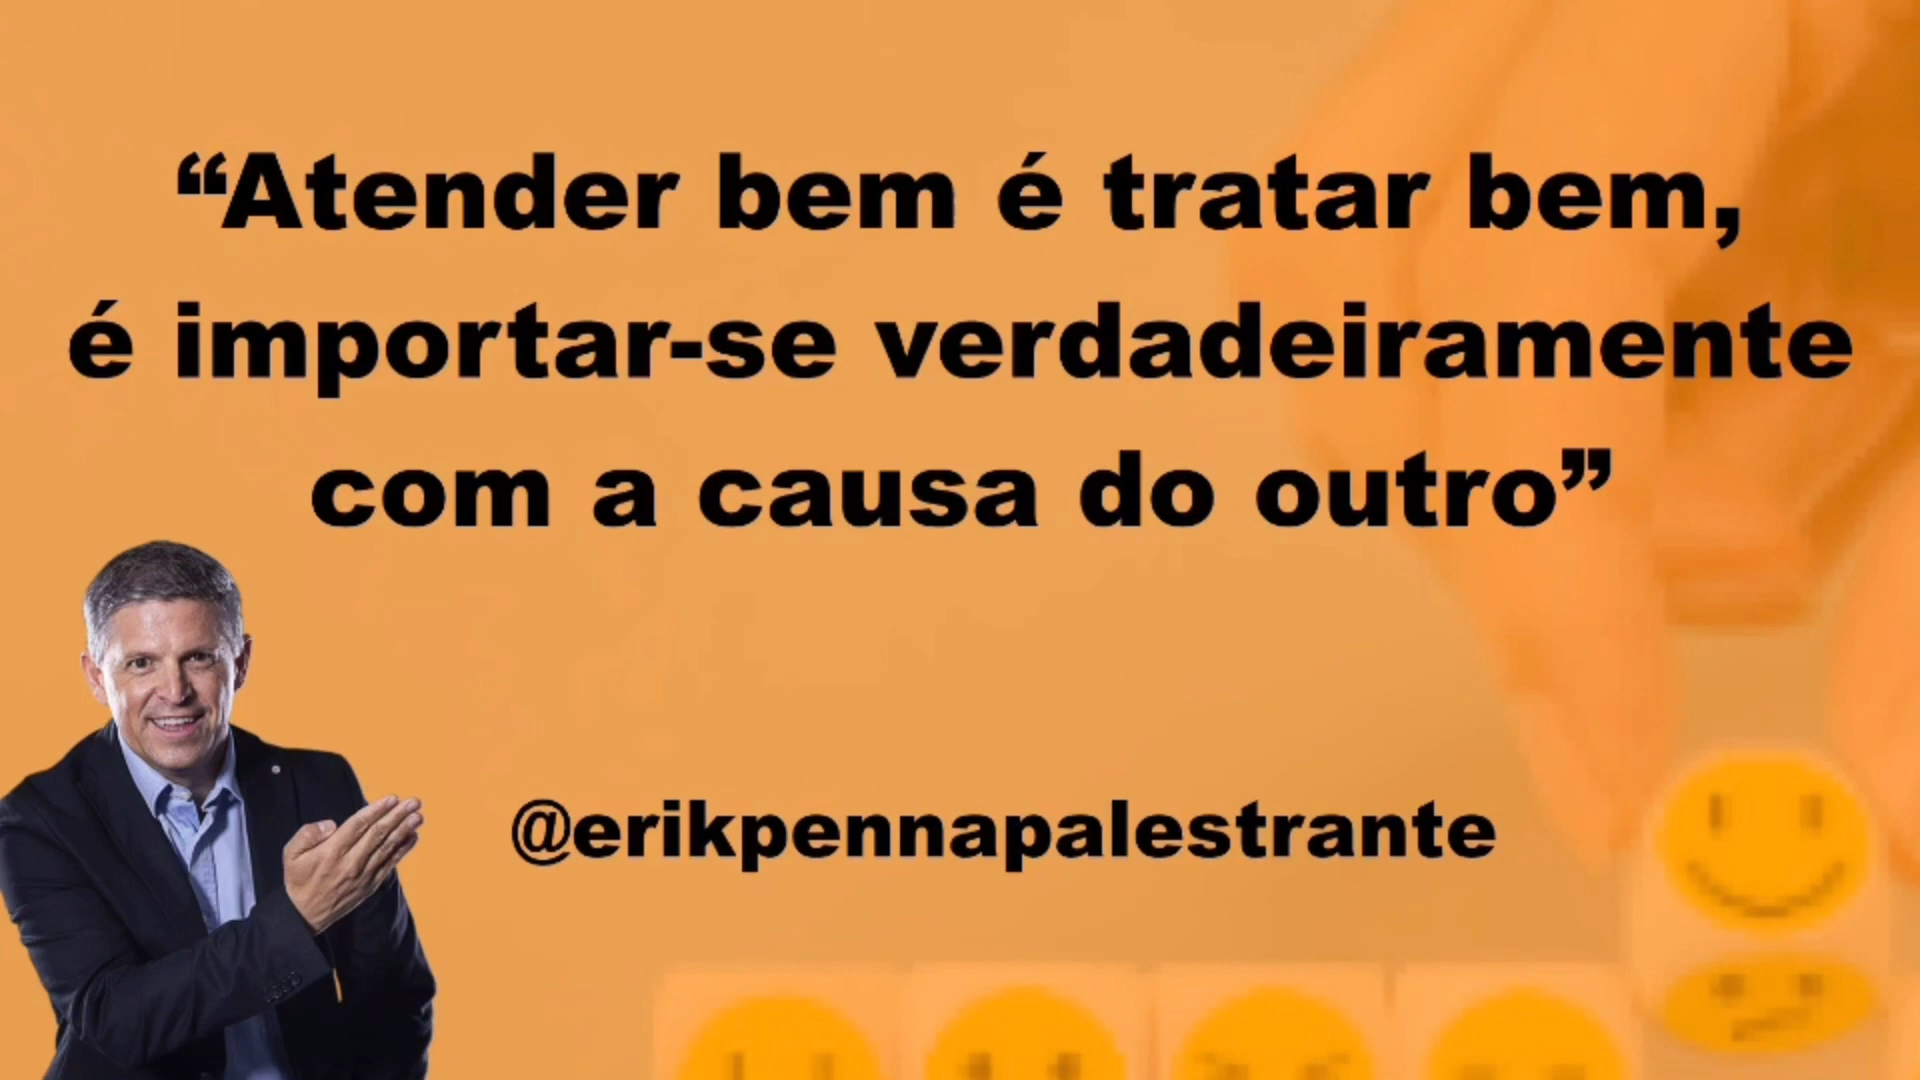 “Atender bem é tratar bem,
é importar-se verdadeiramente
com a causa do outro”
@erikpennapalestrante